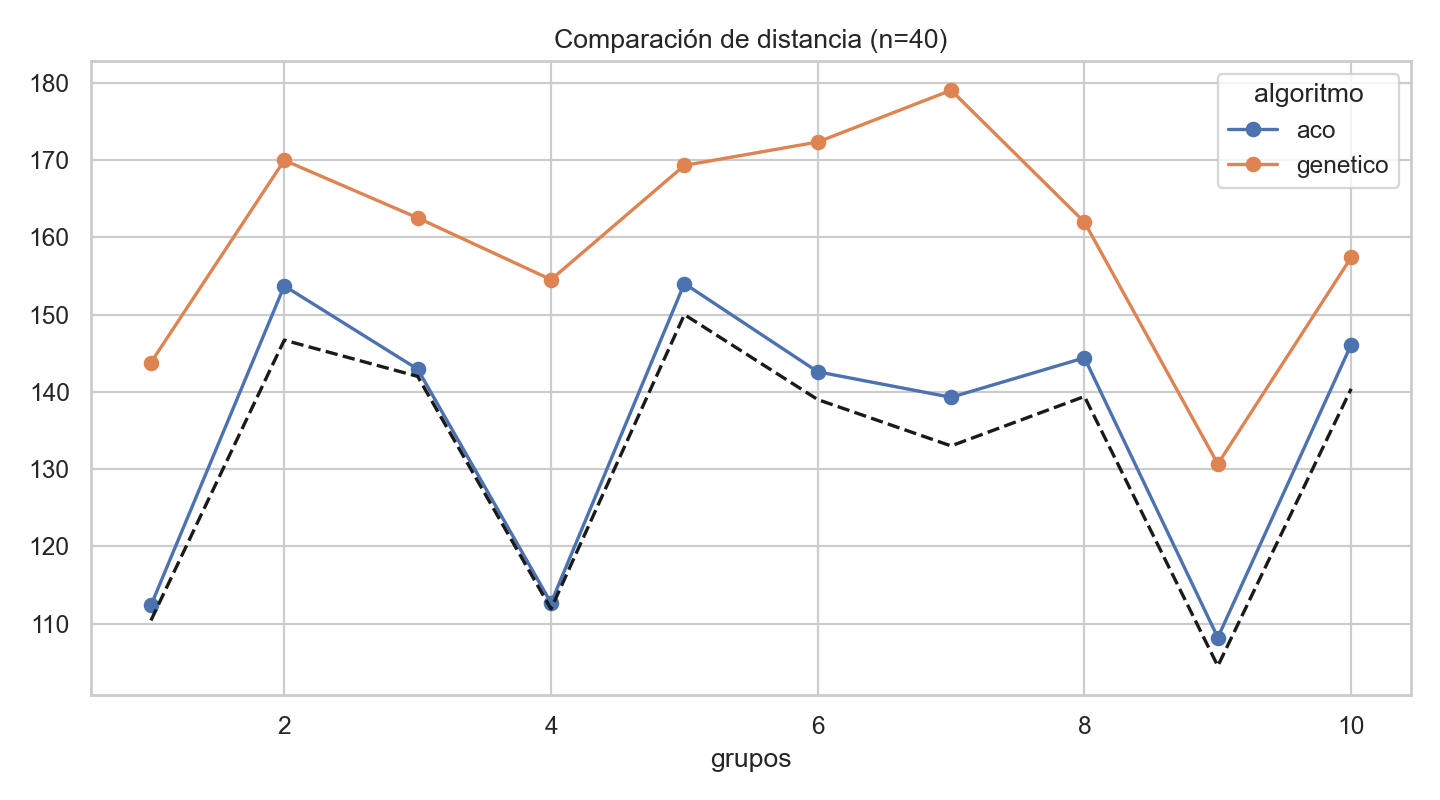 Comparación de distancia (n=40)
180
170
160
150
140
130
120
110
algoritmo
aco
genetico
2 4 6 8 10
grupos